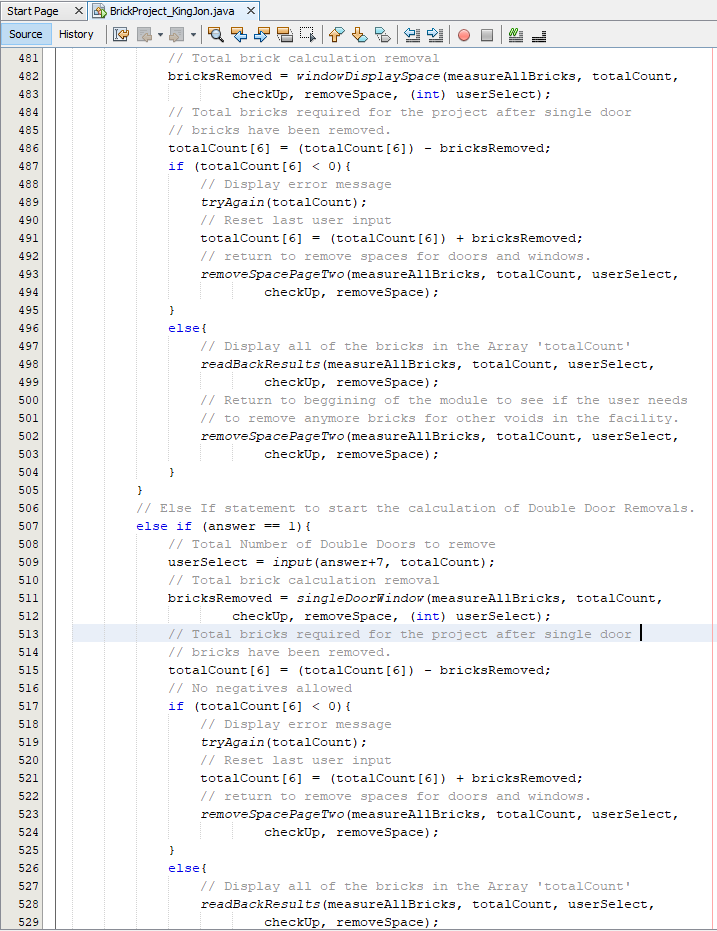 Start Page BrickProject_KingJon.java
Source History
481 // Total brick calculation removal
482 bricksRemoved = windowDisplaySpace(measureAllBricks, totalCount,
483 checkUp, removeSpace, (int) userSelect);
484 // Total bricks required for the project after single door
485 // bricks have been removed.
486 totalCount[6] = (totalCount[6]) - bricksRemoved;
487 if (totalCount[6] < 0){
488 // Display error message
489 tryAgain(totalCount);
490 // Reset last user input
491 totalCount[6] = (totalCount[6]) + bricksRemoved;
492 // return to remove spaces for doors and windows.
493 removeSpacePageTwo(measureAllBricks, totalCount, userSelect,
494 checkUp, removeSpace);
495 }
496 else{
497 // Display all of the bricks in the Array 'totalCount'
498 readBackResults(measureAllBricks, totalCount, userSelect,
499 checkUp, removeSpace);
500 // Return to beggining of the module to see if the user needs
501 // to remove anymore bricks for other voids in the facility.
502 removeSpacePageTwo(measureAllBricks, totalCount, userSelect,
503 checkUp, removeSpace);
504 }
505 }
506 // Else If statement to start the calculation of Double Door Removals.
507 else if (answer == 1){
508 // Total Number of Double Doors to remove
509 userSelect = input(answer+7, totalCount);
510 // Total brick calculation removal
511 bricksRemoved = singleDoorWindow(measureAllBricks, totalCount,
512 checkUp, removeSpace, (int) userSelect);
513 // Total bricks required for the project after single door
514 // bricks have been removed.
515 totalCount[6] = (totalCount[6]) - bricksRemoved;
516 // No negatives allowed
517 if (totalCount[6] < 0){
518 // Display error message
519 tryAgain(totalCount);
520 // Reset last user input
521 totalCount[6] = (totalCount[6]) + bricksRemoved;
522 // return to remove spaces for doors and windows.
523 removeSpacePageTwo(measureAllBricks, totalCount, userSelect,
524 checkUp, removeSpace);
525 }
526 else{
527 // Display all of the bricks in the Array 'totalCount'
528 readBackResults(measureAllBricks, totalCount, userSelect,
529 checkUp, removeSpace);